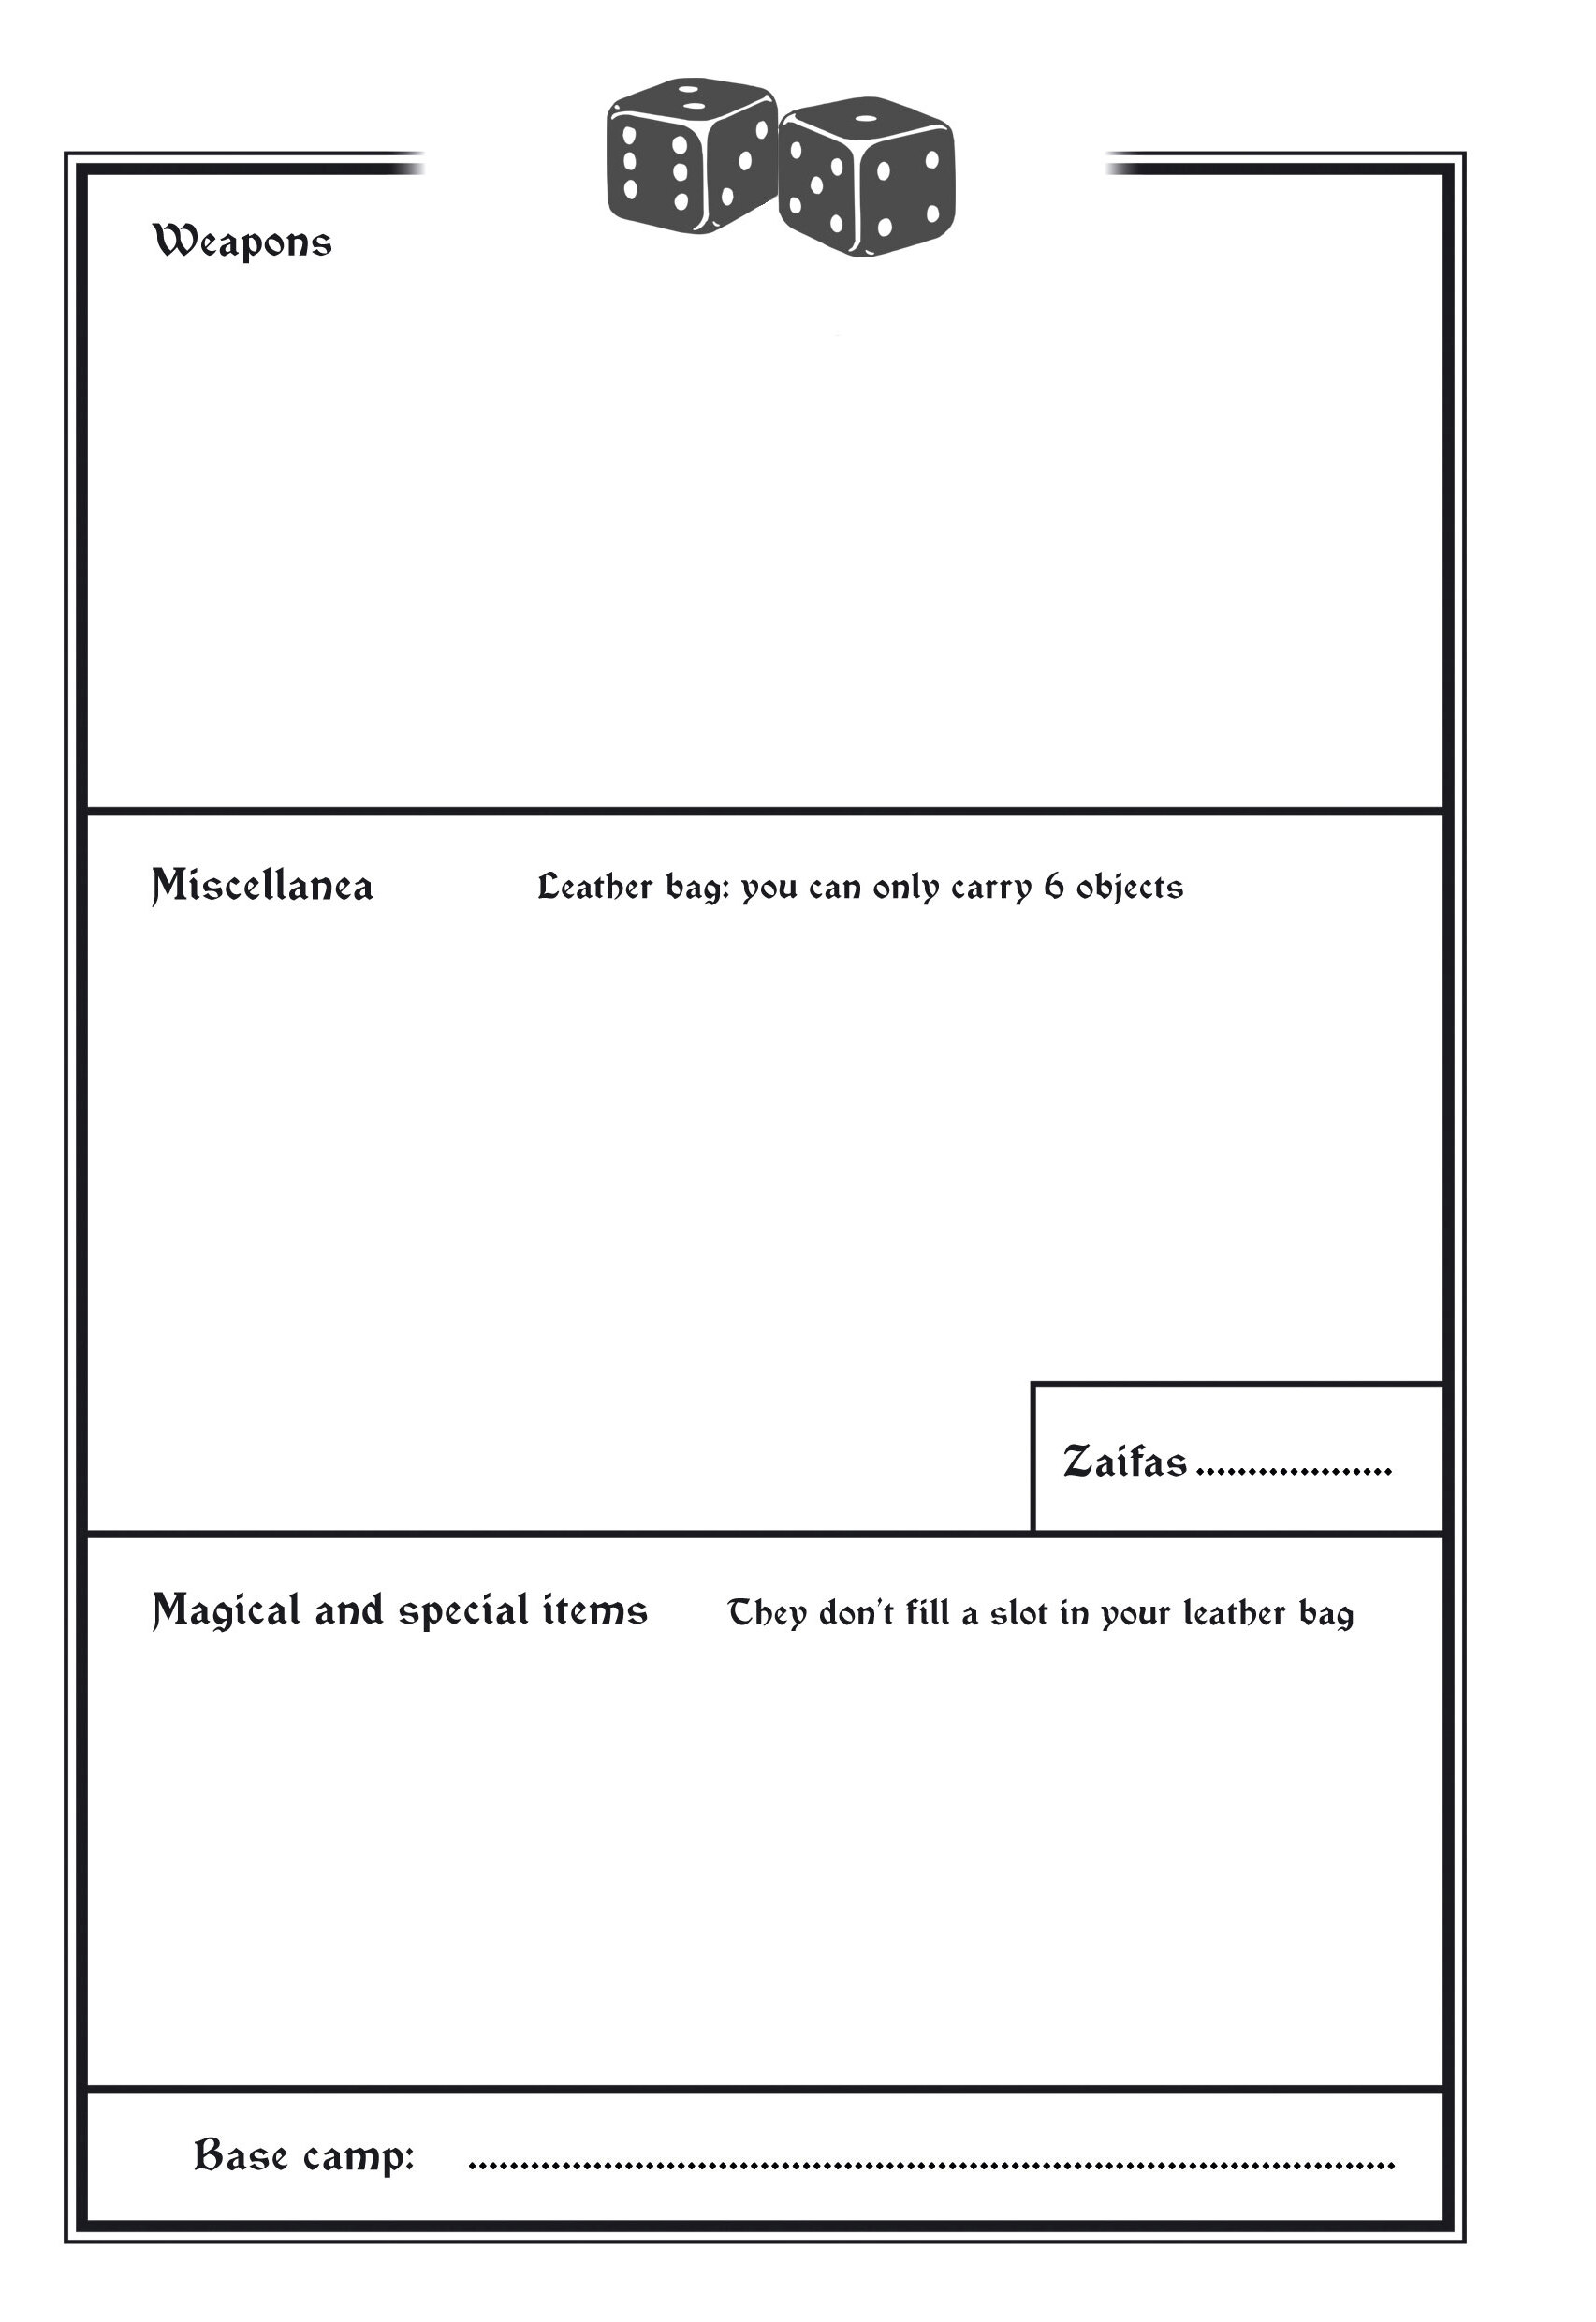 Weapons
Miscellanea Leather bag: you can only carry 6 objects
Zaifas ...................
Magical and special items They don't fill a slot in your leather bag
Base camp: .........................................................................................